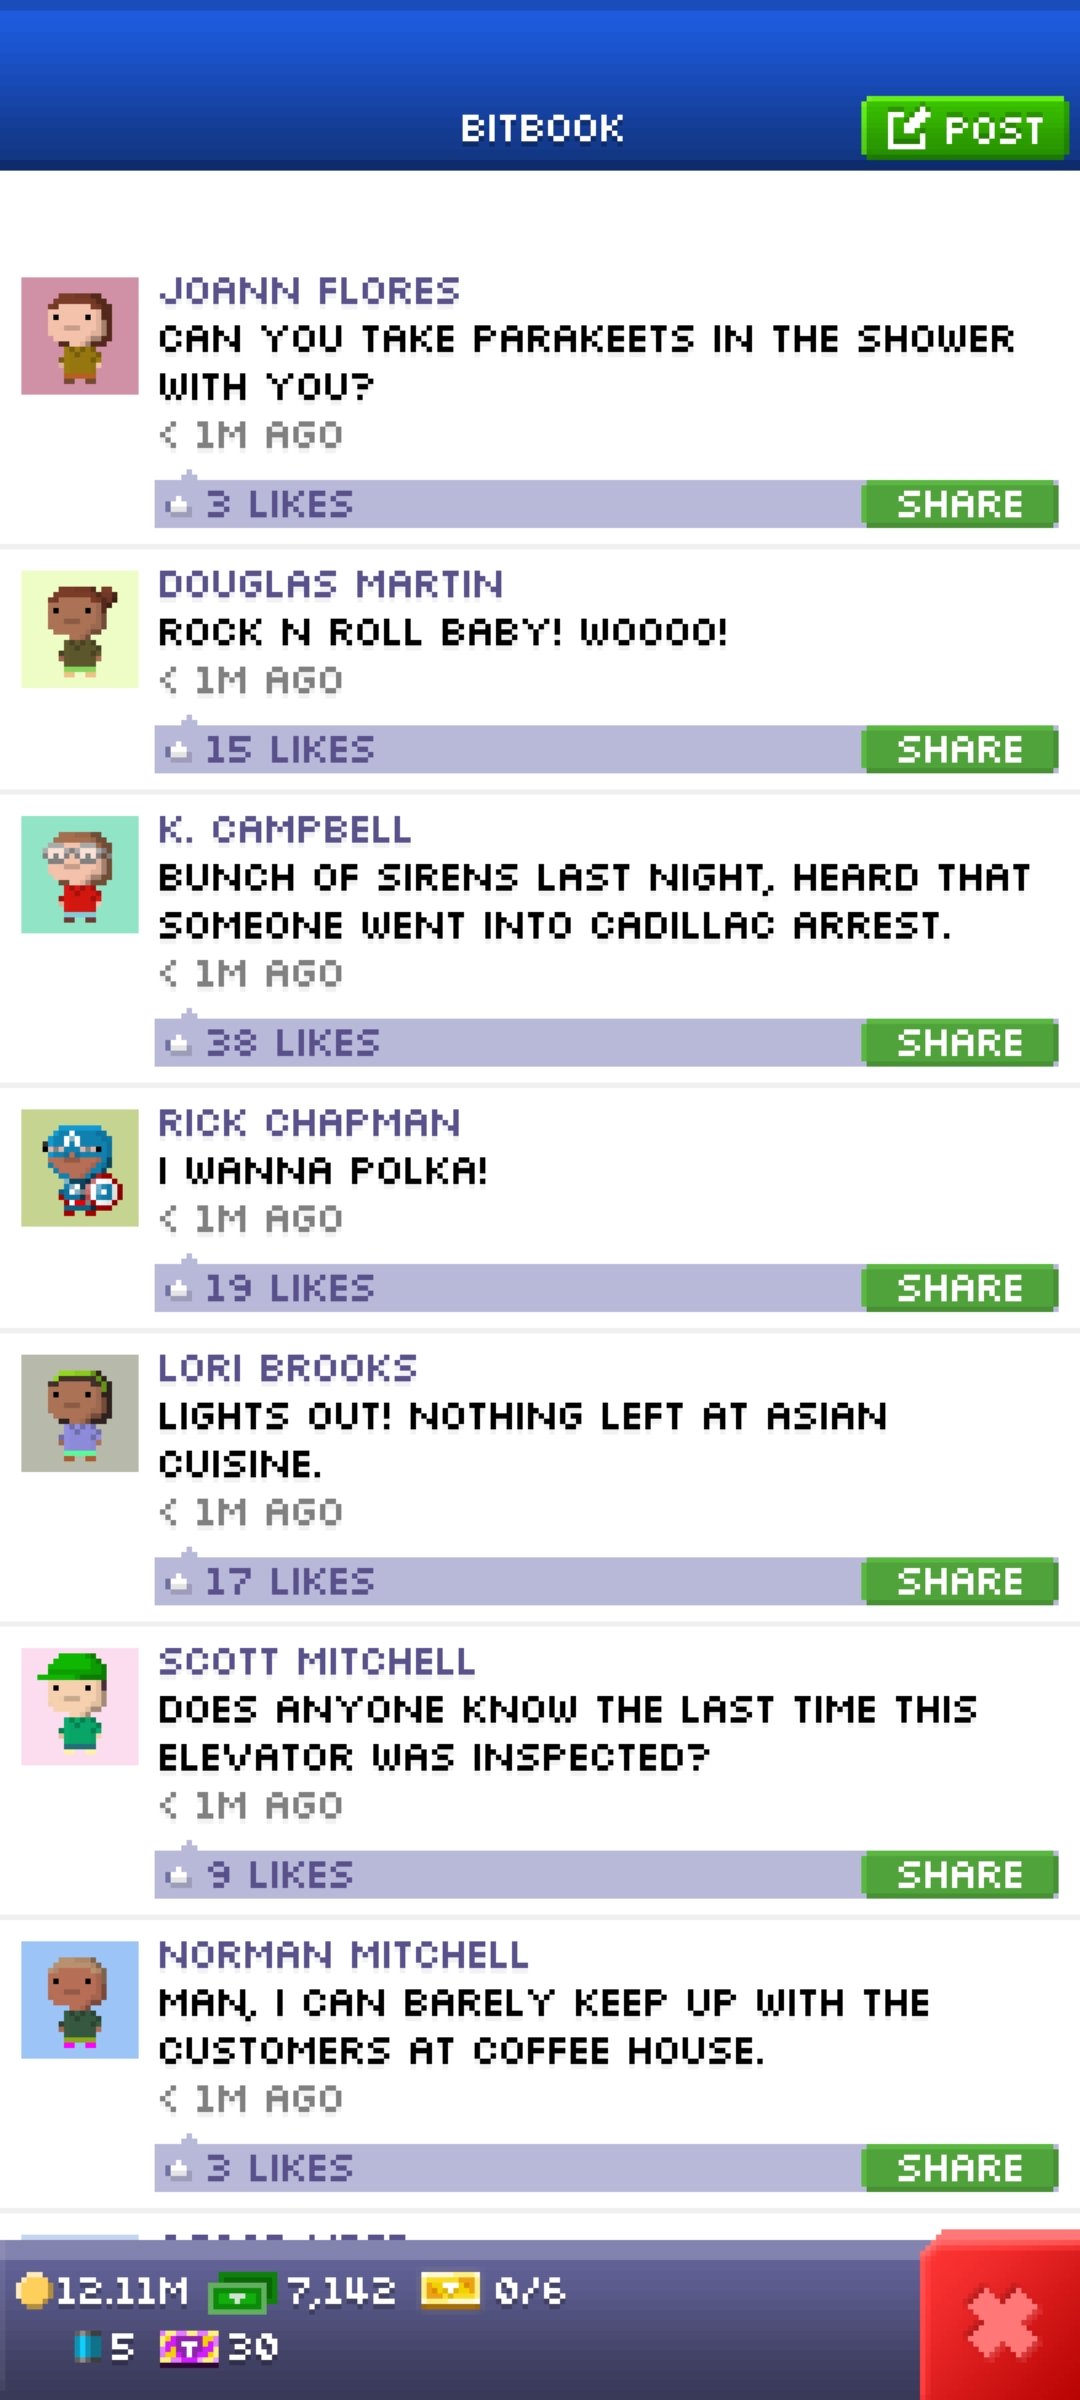 BITBOOK
POST
JOANN FLORES
CAN YOU TAKE PARAKEETS IN THE SHOWER
WITH YOU?
< 1M AGO
3 LIKES
SHARE
DOUGLAS MARTIN
ROCK N ROLL BABY! WOOOO!
< 1M AGO
15 LIKES
SHARE
K. CAMPBELL
BUNCH OF SIRENS LAST NIGHT, HEARD THAT
SOMEONE WENT INTO CADILLAC ARREST.
< 1M AGO
38 LIKES
SHARE
RICK CHAPMAN
I WANNA POLKA!
< 1M AGO
19 LIKES
SHARE
LORI BROOKS
LIGHTS OUT! NOTHING LEFT AT ASIAN
CUISINE.
< 1M AGO
17 LIKES
SHARE
SCOTT MITCHELL
DOES ANYONE KNOW THE LAST TIME THIS
ELEVATOR WAS INSPECTED?
< 1M AGO
9 LIKES
SHARE
NORMAN MITCHELL
MAN, I CAN BARELY KEEP UP WITH THE
CUSTOMERS AT COFFEE HOUSE.
< 1M AGO
3 LIKES
SHARE
12.11M 7,142 0/6
5 T 30